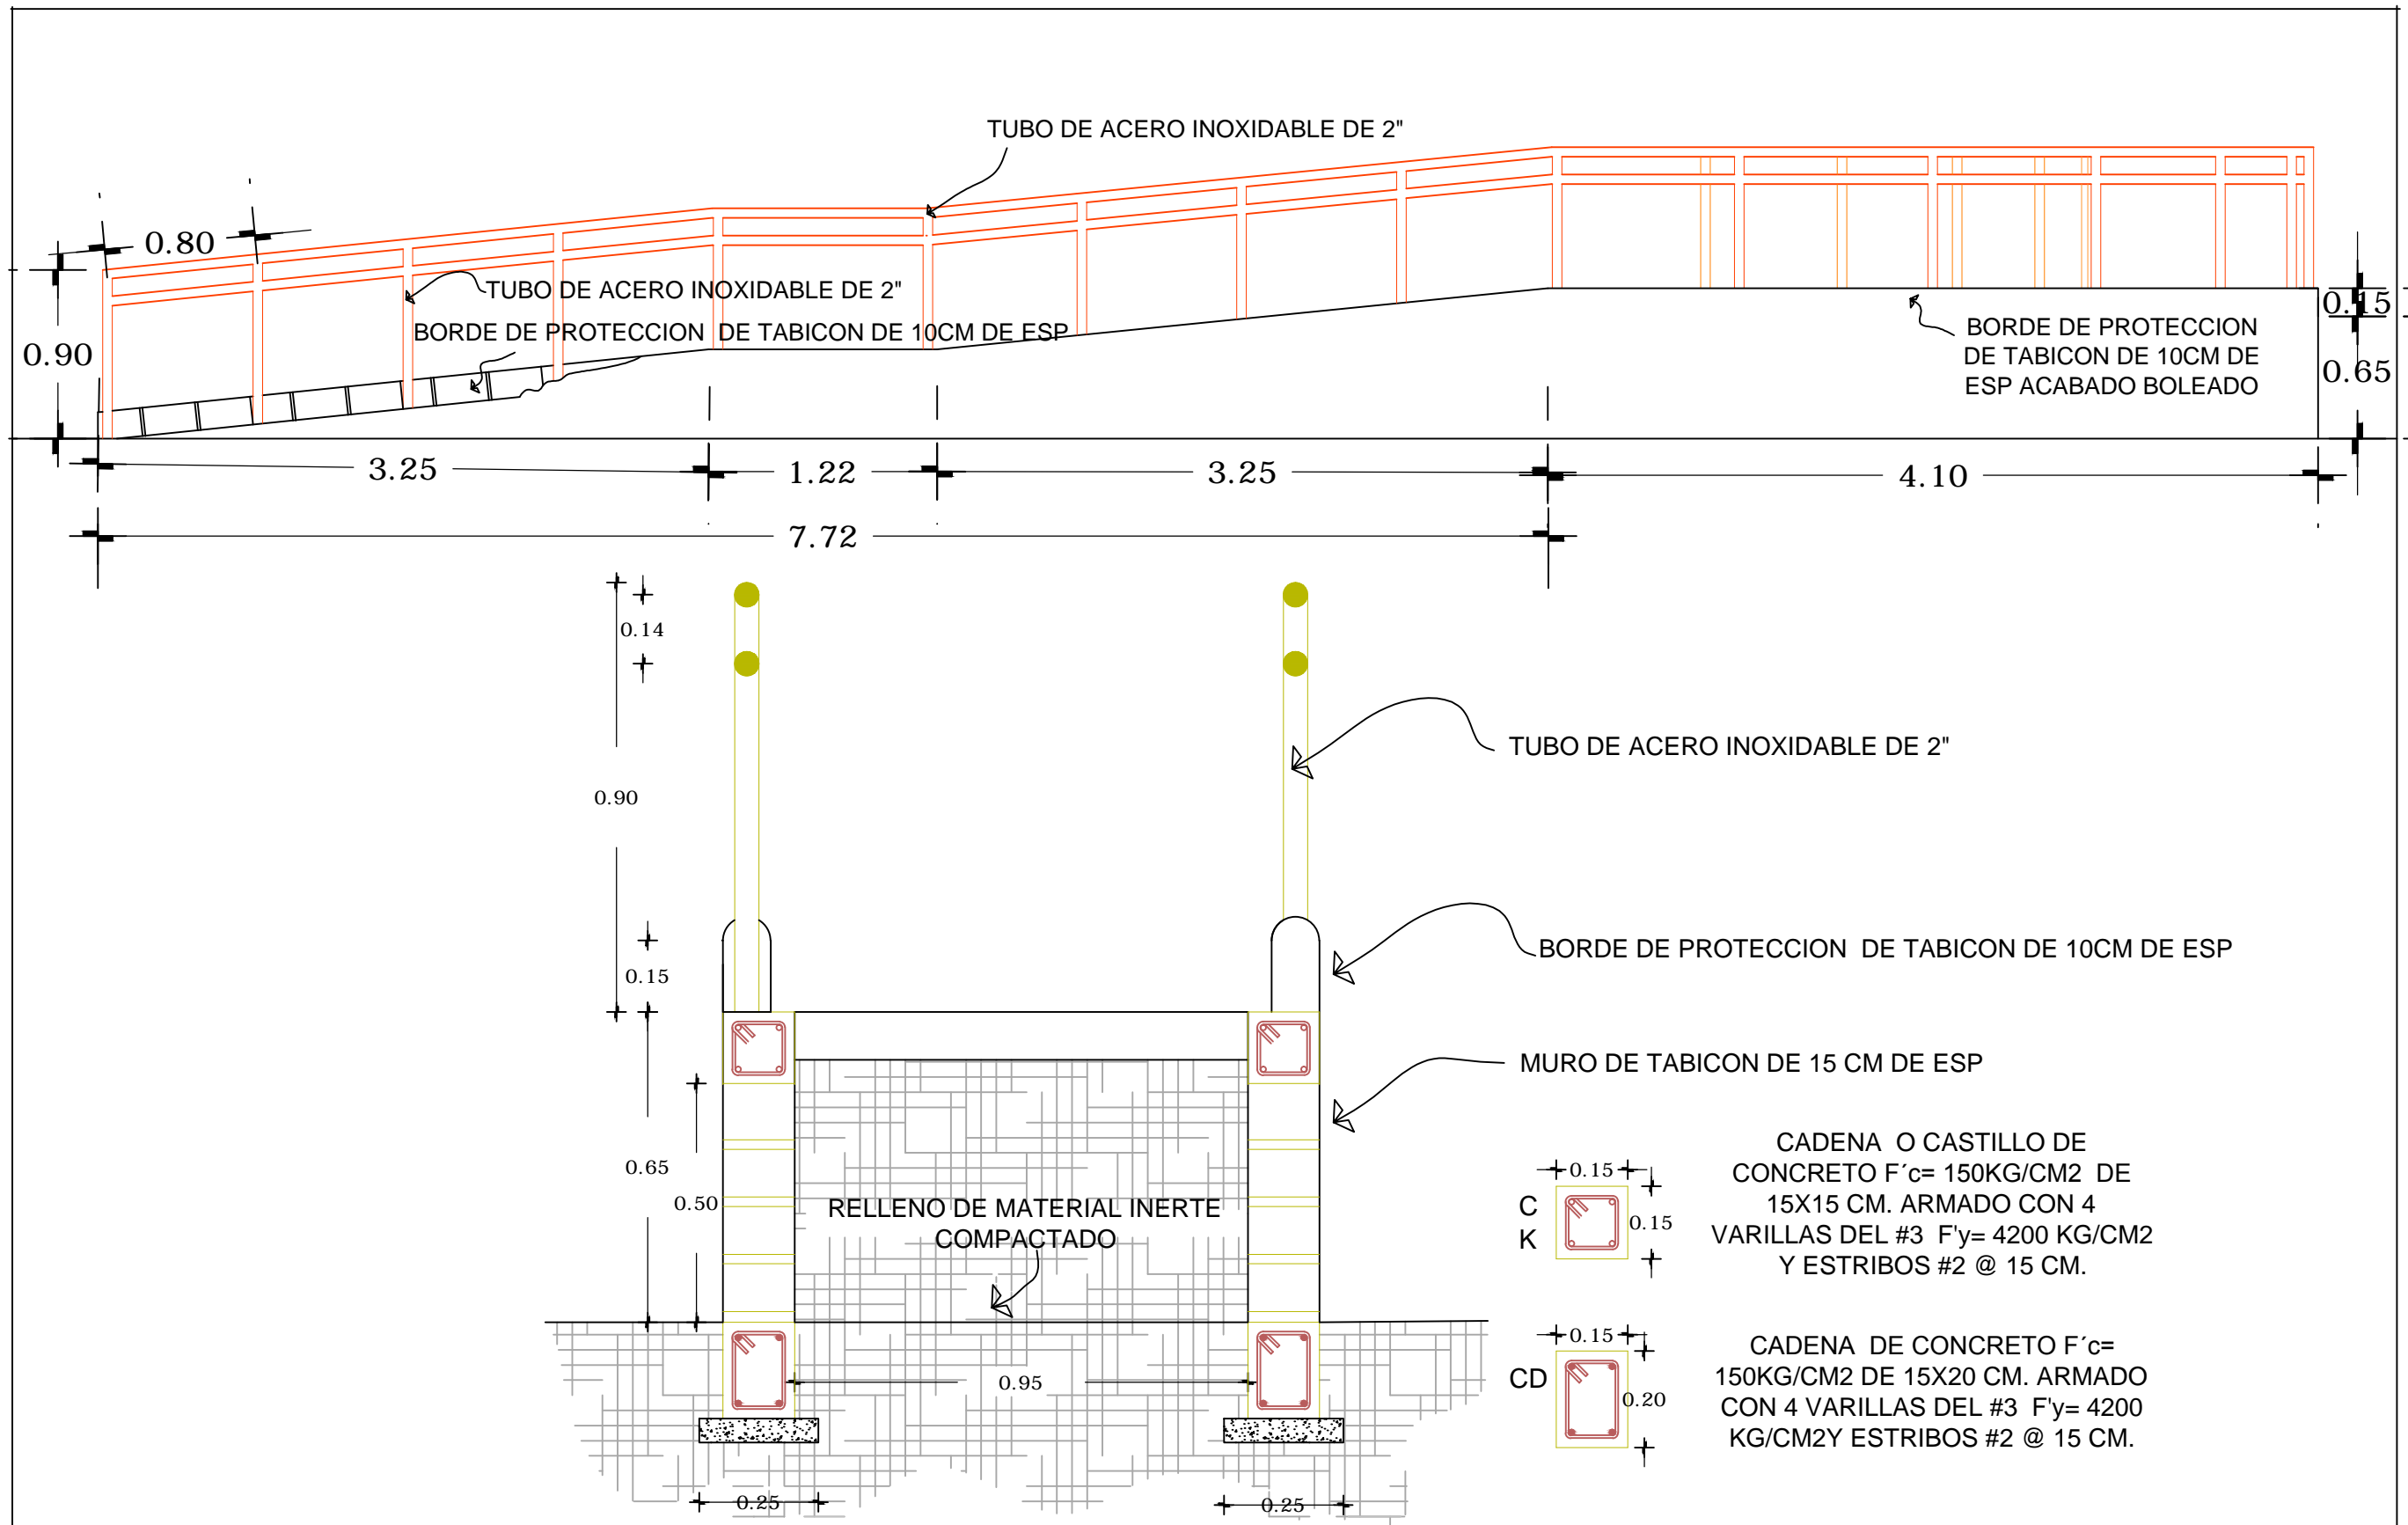 TUBO DE ACERO INOXIDABLE DE 2"
0.80
TUBO DE ACERO INOXIDABLE DE 2"
BORDE DE PROTECCION DE TABICON DE 10CM DE ESP
0.90
0.15
BORDE DE PROTECCION
DE TABICON DE 10CM DE
ESP ACABADO BOLEADO
0.65
3.25
1.22
3.25
4.10
7.72
0.14
0.90
TUBO DE ACERO INOXIDABLE DE 2"
BORDE DE PROTECCION DE TABICON DE 10CM DE ESP
0.15
MURO DE TABICON DE 15 CM DE ESP
0.65
0.50
RELLENO DE MATERIAL INERTE
COMPACTADO
0.15
C
K
0.15
CADENA O CASTILLO DE
CONCRETO F´c= 150KG/CM2 DE
15X15 CM. ARMADO CON 4
VARILLAS DEL #3 F'y= 4200 KG/CM2
Y ESTRIBOS #2 @ 15 CM.
0.15
CD
0.20
CADENA DE CONCRETO F´c=
150KG/CM2 DE 15X20 CM. ARMADO
CON 4 VARILLAS DEL #3 F'y= 4200
KG/CM2Y ESTRIBOS #2 @ 15 CM.
0.95
0.25
0.25